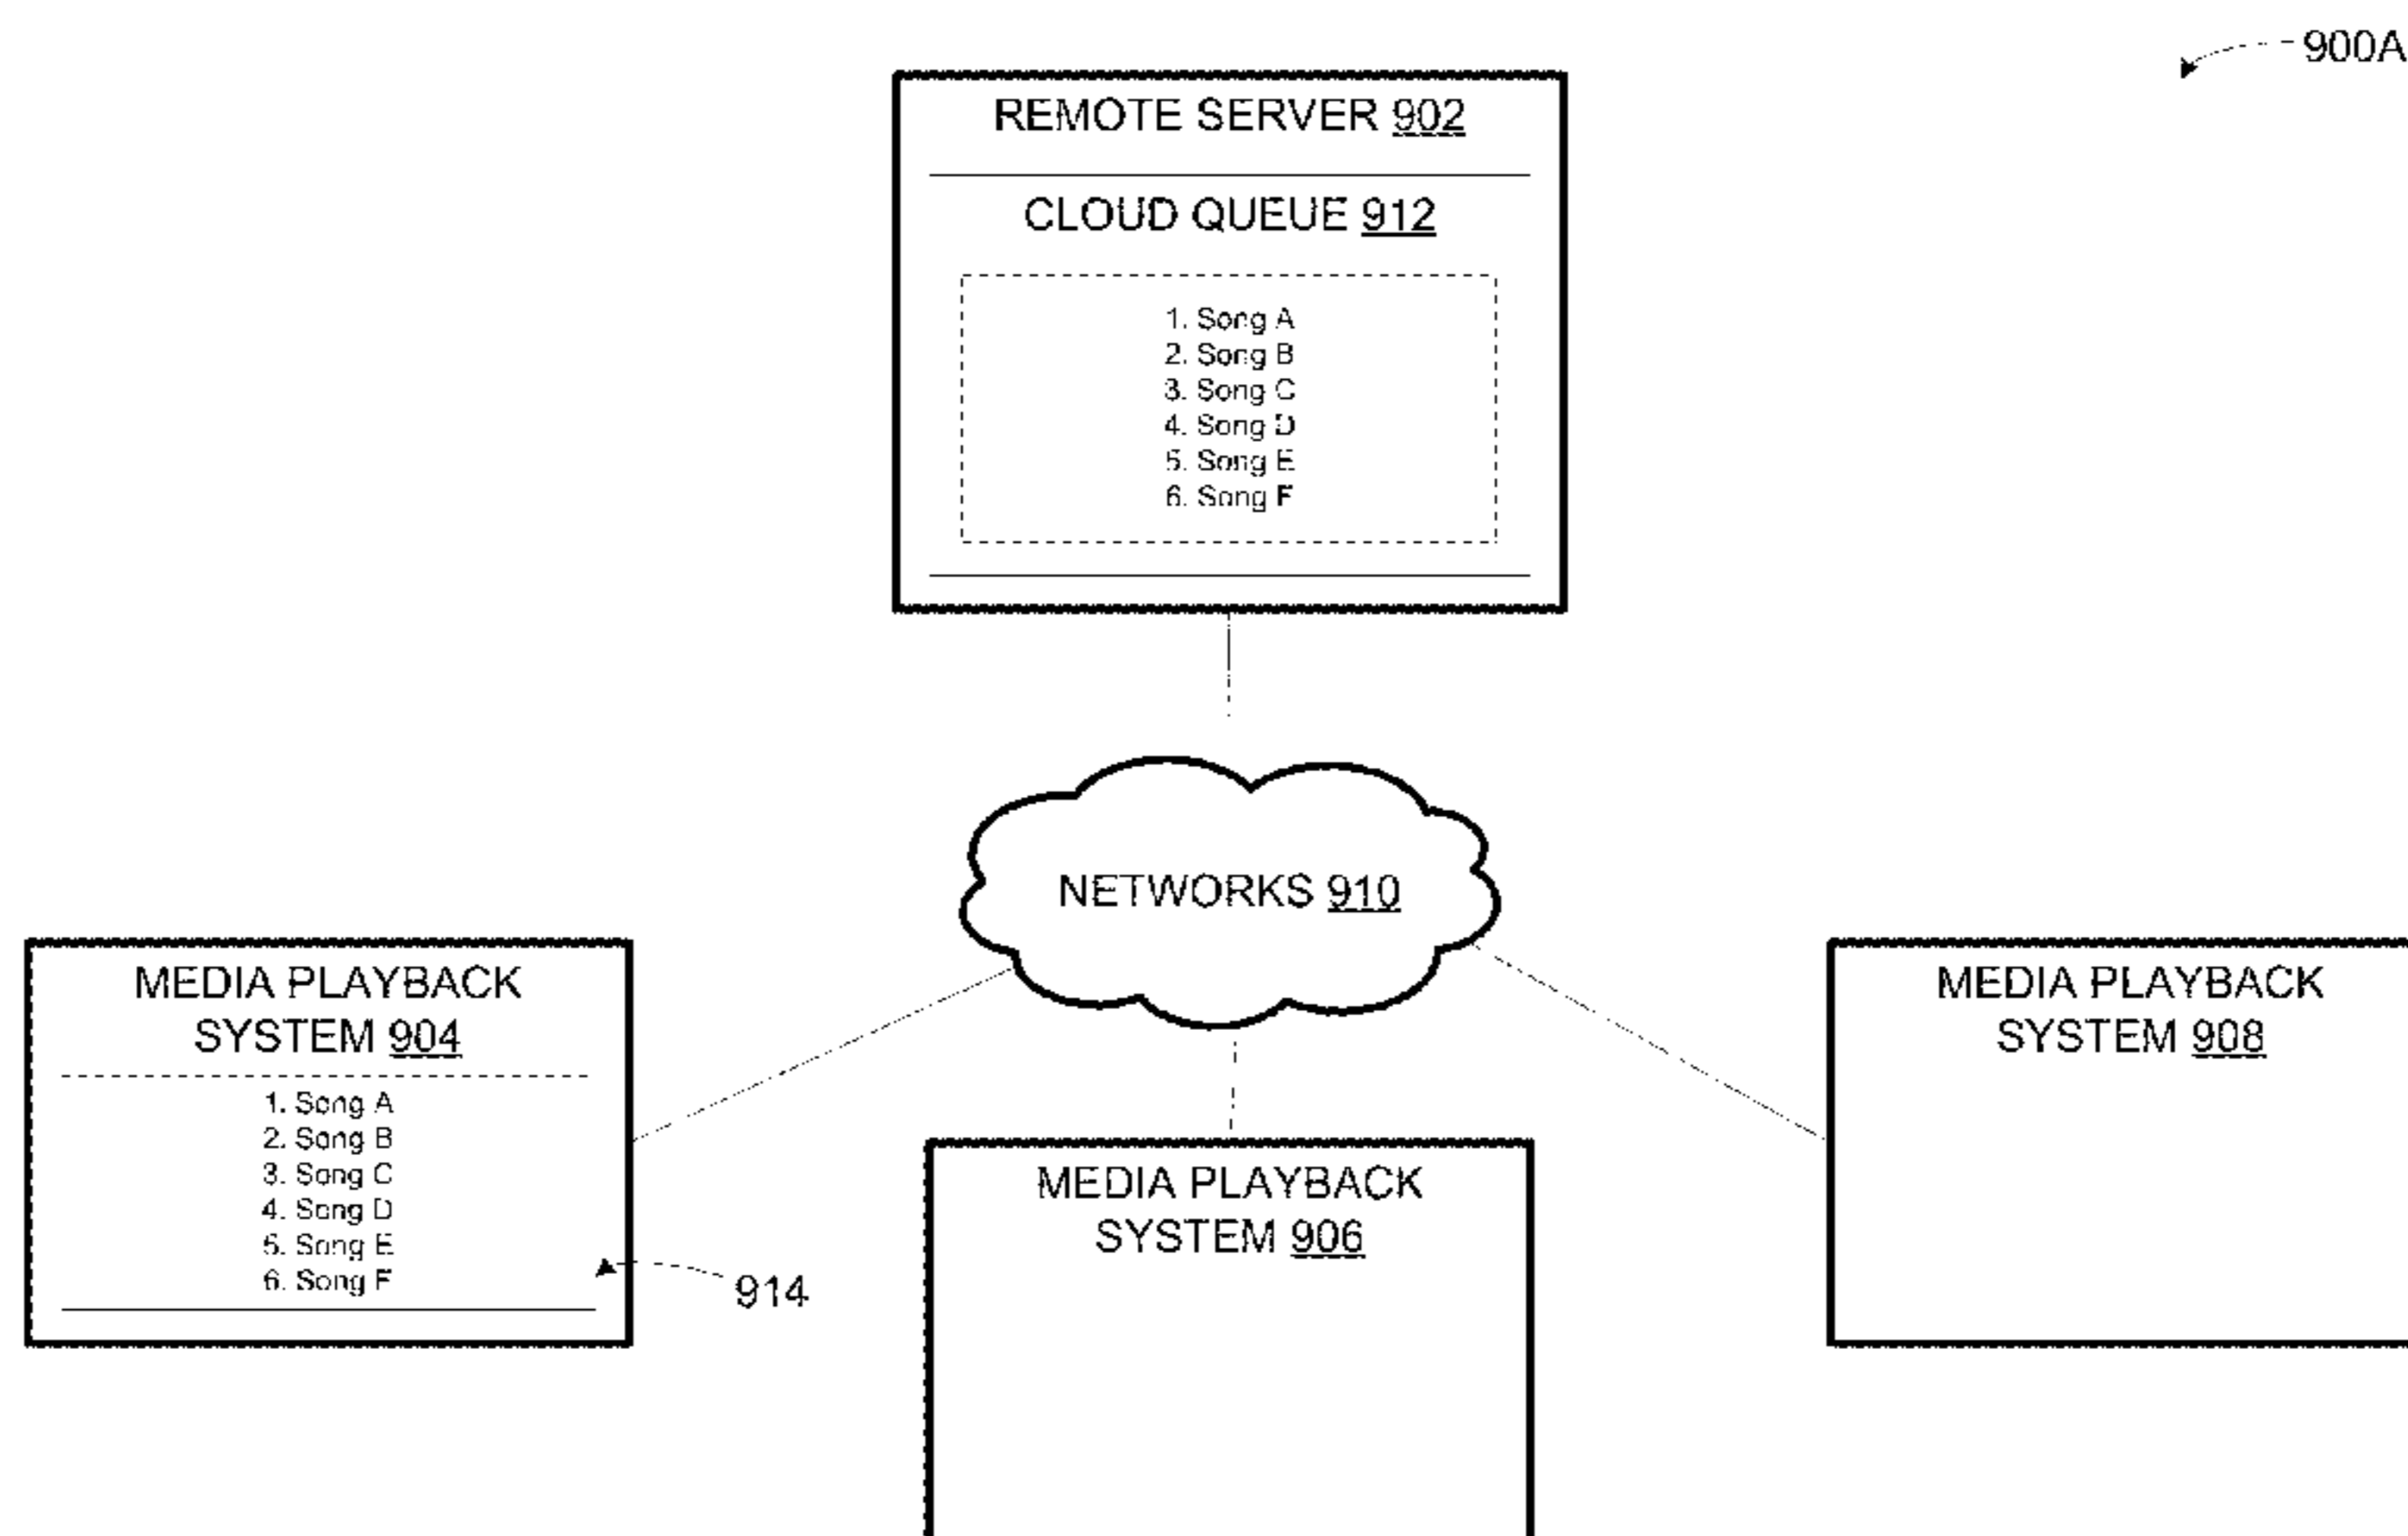 900A
REMOTE SERVER 902
CLOUD QUEUE 912
1. Song A
2. Song B
3. Song C
4. Song D
5. Song E
6. Song F
NETWORKS 910
MEDIA PLAYBACK
SYSTEM 904
1. Song A
2. Song B
3. Song C
4. Song D
5. Song E
6. Song F
914
MEDIA PLAYBACK
SYSTEM 906
MEDIA PLAYBACK
SYSTEM 908